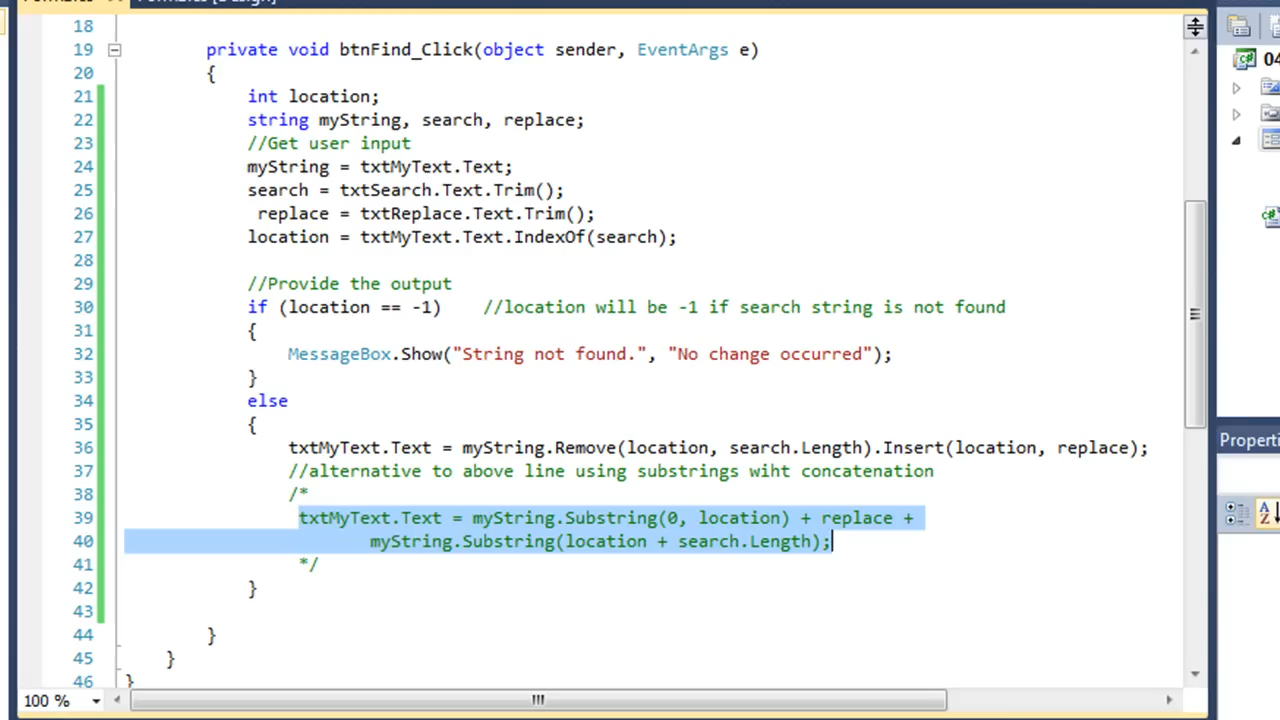 18
19 private void btnFind_Click(object sender, EventArgs e)
20 {
21 int location;
22 string myString, search, replace;
23 //Get user input
24 myString = txtMyText.Text;
25 search = txtSearch.Text.Trim();
26 replace = txtReplace.Text.Trim();
27 location = txtMyText.Text.IndexOf(search);
28
29 //Provide the output
30 if (location == -1) //location will be -1 if search string is not found
31 {
32 MessageBox.Show("String not found.", "No change occurred");
33 }
34 else
35 {
36 txtMyText.Text = myString.Remove(location, search.Length).Insert(location, replace);
37 //alternative to above line using substrings wiht concatenation
38 /*
39 txtMyText.Text = myString.Substring(0, location) + replace +
40 myString.Substring(location + search.Length);
41 */
42 }
43
44 }
45 }
46 }
100 %
04
Properti